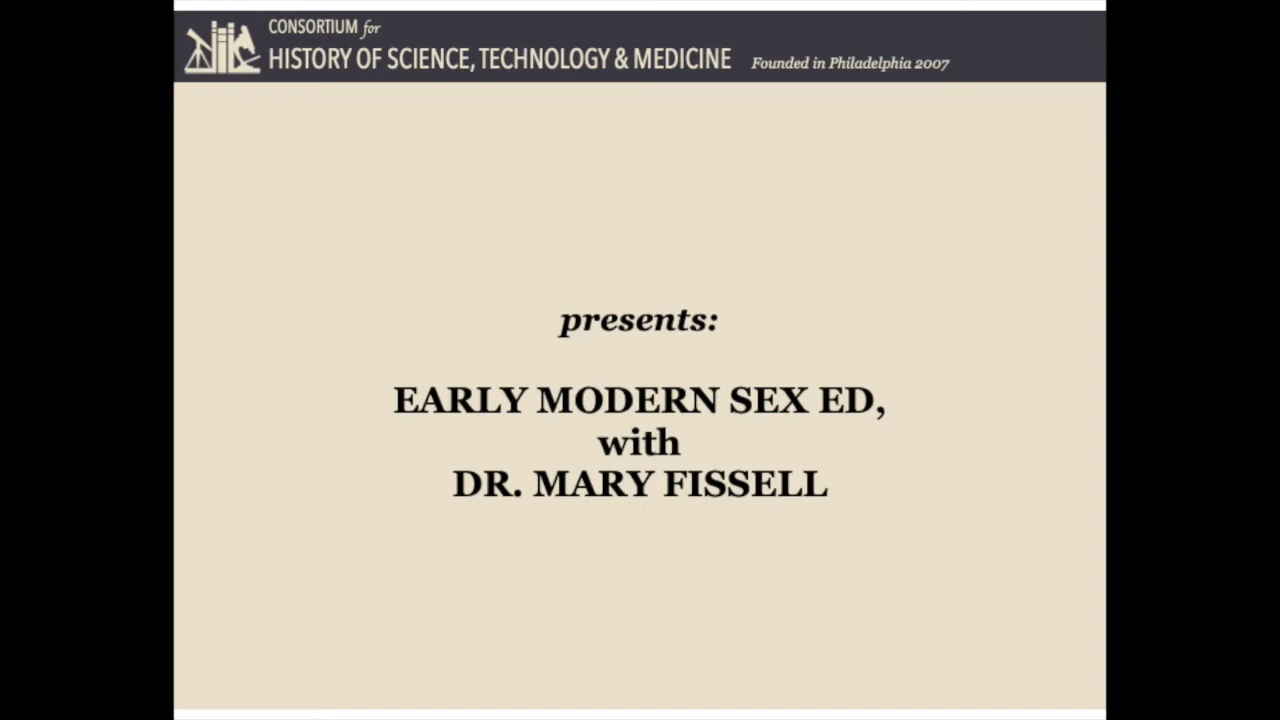 CONSORTIUM for
HISTORY OF SCIENCE, TECHNOLOGY & MEDICINE Founded in Philadelphia 2007
presents:
EARLY MODERN SEX ED,
with
DR. MARY FISSELL